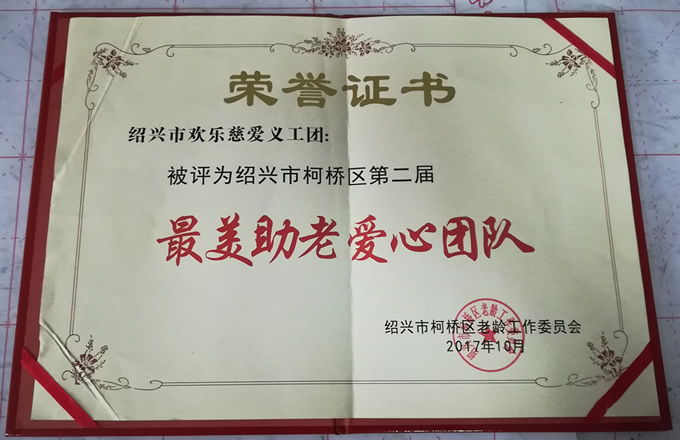 荣誉证书
绍兴市欢乐慈爱义工团:
被评为绍兴市柯桥区第二届
最美助老爱心团队
绍兴市柯桥区老龄工作委员会
2017年10月